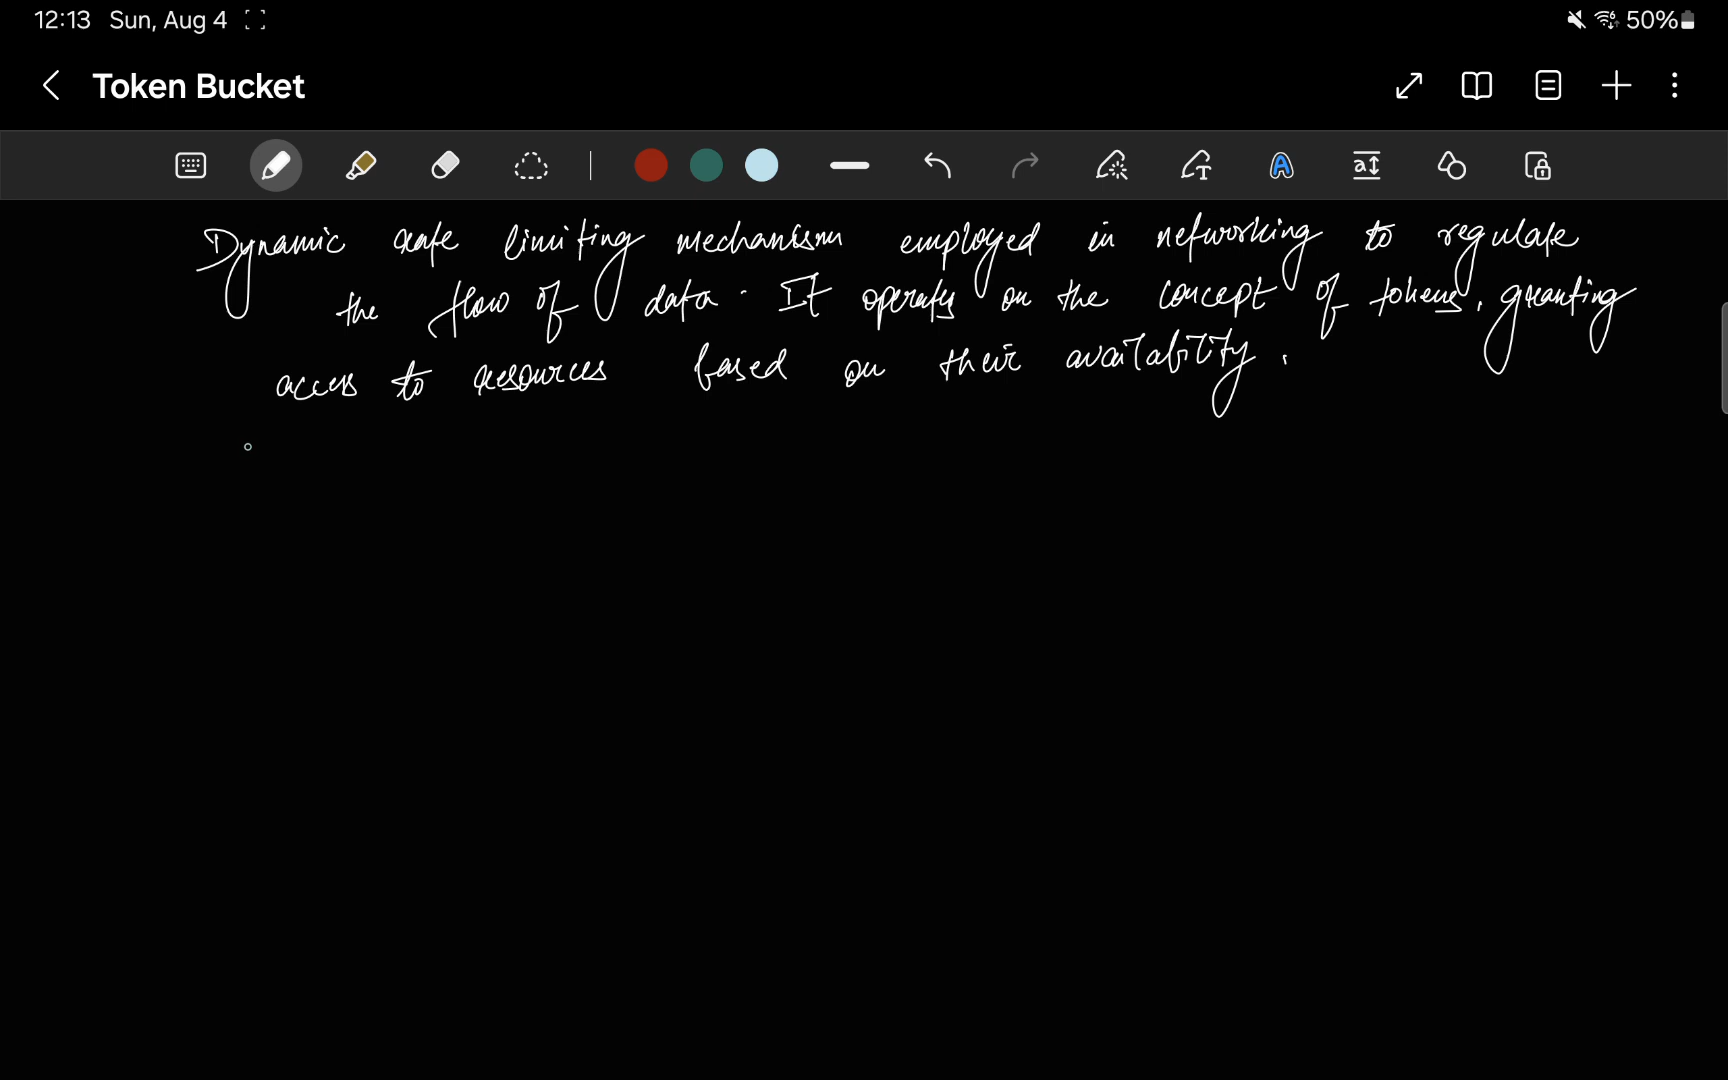 12:13 Sun, Aug 4 50%
Token Bucket
Dynamic rate limiting mechanism employed in networking to regulate
the flow of data. It operates on the concept of tokens, granting
access to resources based on their availability.